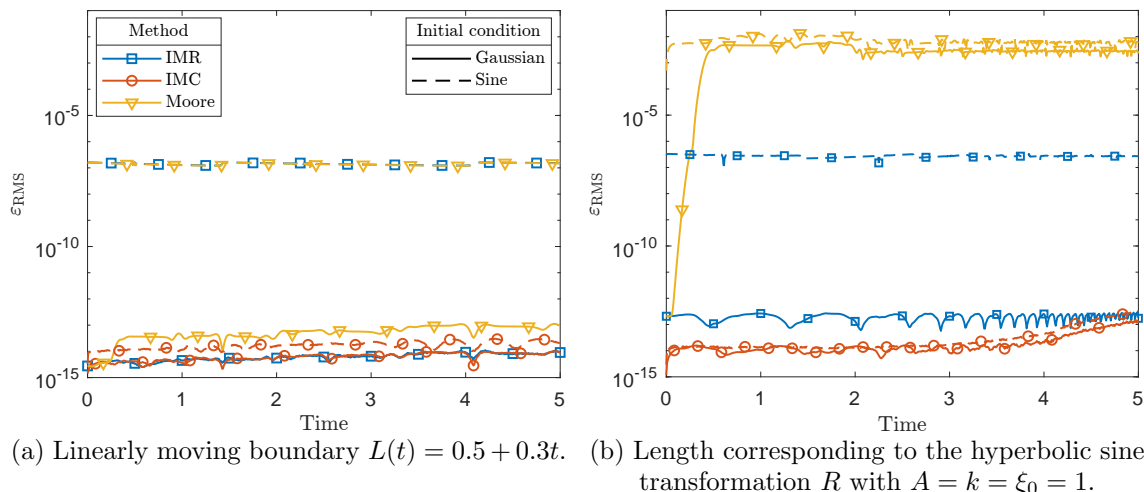 Method
IMR
IMC
Moore
Initial condition
Gaussian
Sine
10^{-5}
10^{-10}
10^{-15}
ε_RMS
0 1 2 3 4 5
Time
(a) Linearly moving boundary L(t) = 0.5 + 0.3t.
10^{-5}
10^{-10}
10^{-15}
ε_RMS
0 1 2 3 4 5
Time
(b) Length corresponding to the hyperbolic sine
transformation R with A = k = ξ_0 = 1.